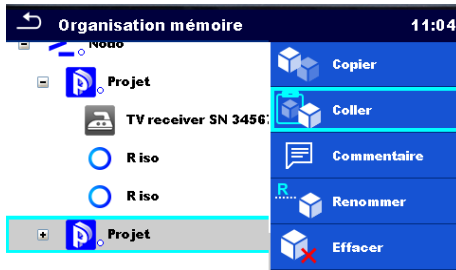 Organisation mémoire 11:04
Nodo
Projet
TV receiver SN 3456
R iso
R iso
Projet
Copier
Coller
Commentaire
R
Renommer
Effacer